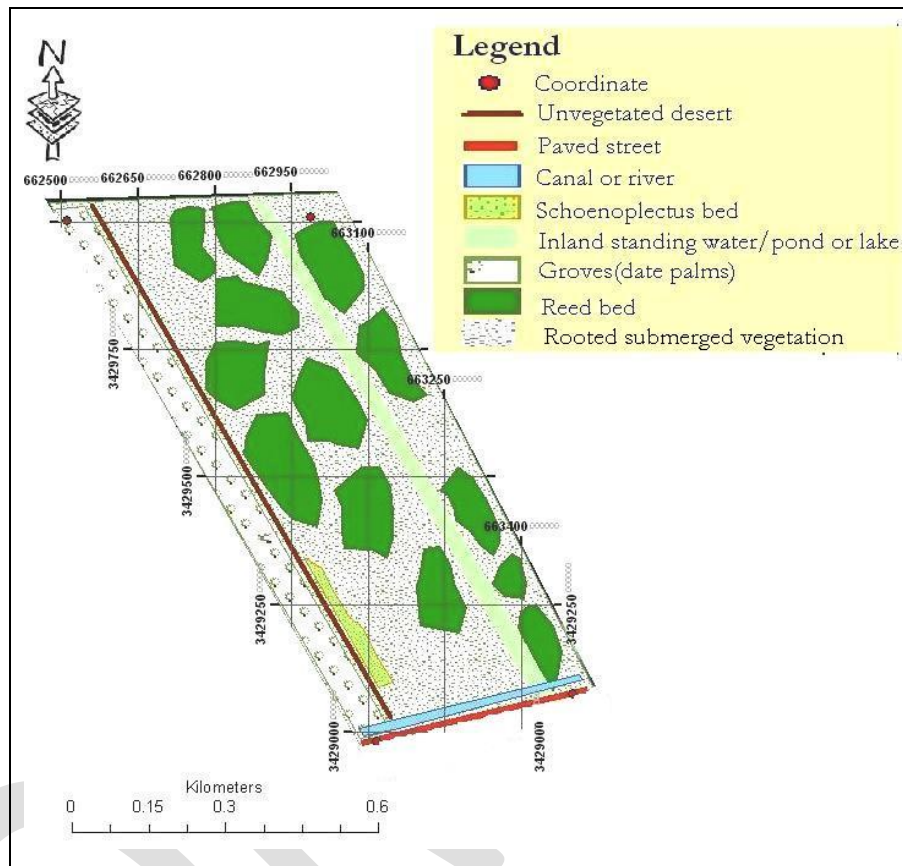 N
Legend
Coordinate
Unvegetated desert
Paved street
Canal or river
Schoenoplectus bed
Inland standing water/ pond or lake
Groves(date palms)
Reed bed
Rooted submerged vegetation
662500 662650 662800 662950
663100
3429750
663250
3429500
663400
3429250
3429250
3429000
3429000
Kilometers
0 0.15 0.3 0.6